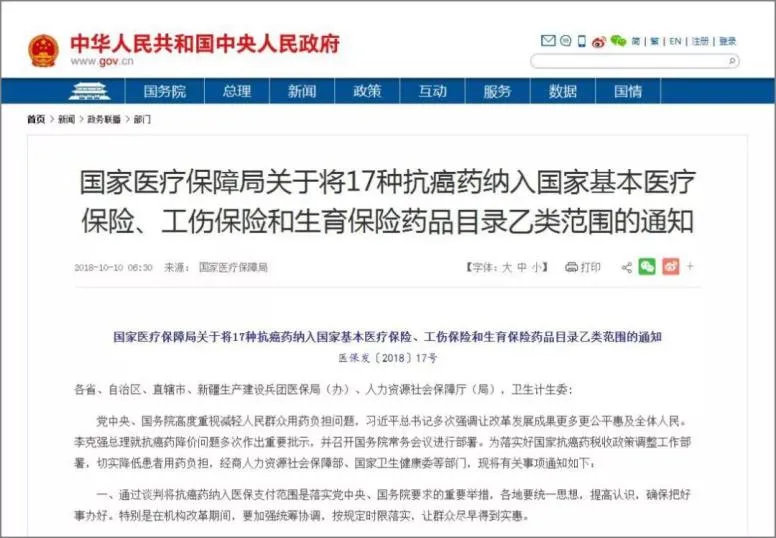 中华人民共和国中央人民政府
www.gov.cn
简 | 繁 | EN | 注册 | 登录
国务院 总理 新闻 政策 互动 服务 数据 国情
首页 > 新闻 > 政务联播 > 部门
国家医疗保障局关于将17种抗癌药纳入国家基本医疗
保险、工伤保险和生育保险药品目录乙类范围的通知
2018-10-10 06:30 来源： 国家医疗保障局 【字体：大 中 小】 打印
国家医疗保障局关于将17种抗癌药纳入国家基本医疗保险、工伤保险和生育保险药品目录乙类范围的通知
医保发〔2018〕17号
各省、自治区、直辖市、新疆生产建设兵团医保局（办）、人力资源社会保障厅（局），卫生计生委：
党中央、国务院高度重视减轻人民群众用药负担问题，习近平总书记多次强调让改革发展成果更多更公平惠及全体人民。
李克强总理就抗癌药降价问题多次作出重要批示，并召开国务院常务会议进行部署。为落实好国家抗癌药税收政策调整工作部
署，切实降低患者用药负担，经商人力资源社会保障部、国家卫生健康委等部门，现将有关事项通知如下：
一、通过谈判将抗癌药纳入医保支付范围是落实党中央、国务院要求的重要举措，各地要统一思想，提高认识，确保把好
事办好。特别是在机构改革期间，要加强统筹协调，按规定时限落实，让群众尽早得到实惠。